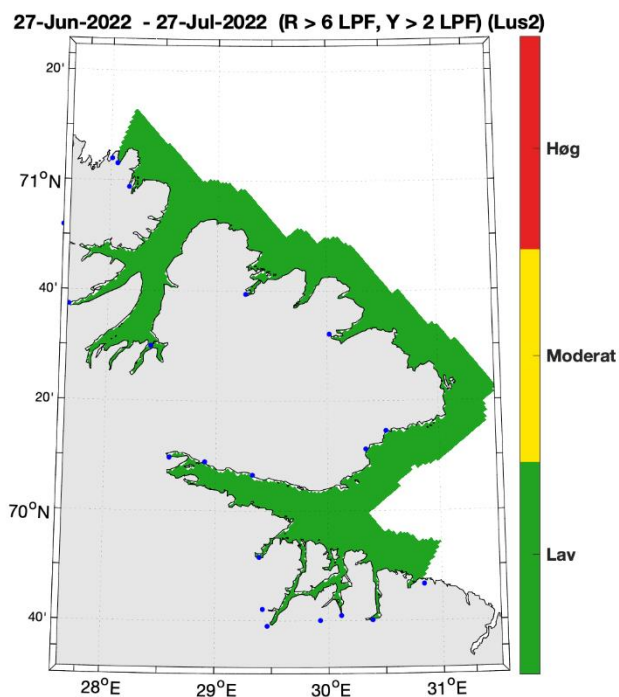 27-Jun-2022 - 27-Jul-2022 (R > 6 LPF, Y > 2 LPF) (Lus2)
20'
71°N
40'
20'
70°N
40'
28°E
29°E
30°E
31°E
Høg
Moderat
Lav